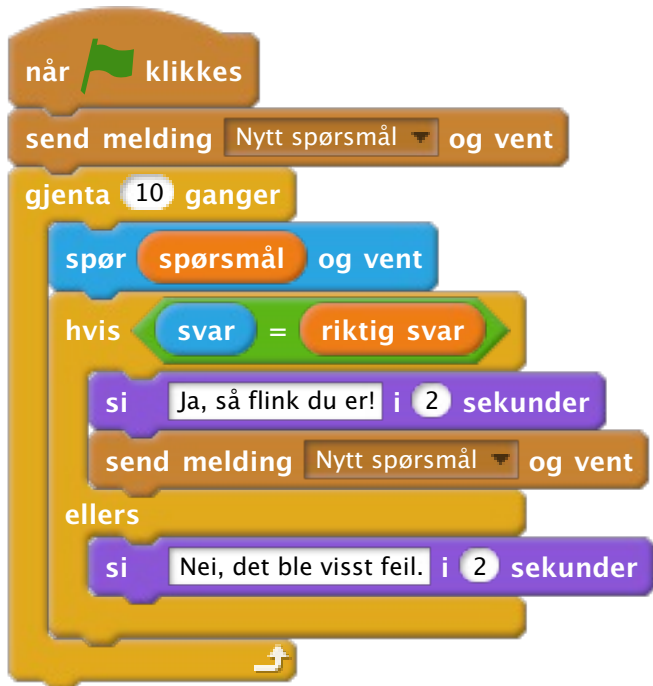 når klikkes
send melding Nytt spørsmål og vent
gjenta 10 ganger
spør spørsmål og vent
hvis svar = riktig svar
si Ja, så flink du er! i 2 sekunder
send melding Nytt spørsmål og vent
ellers
si Nei, det ble visst feil. i 2 sekunder